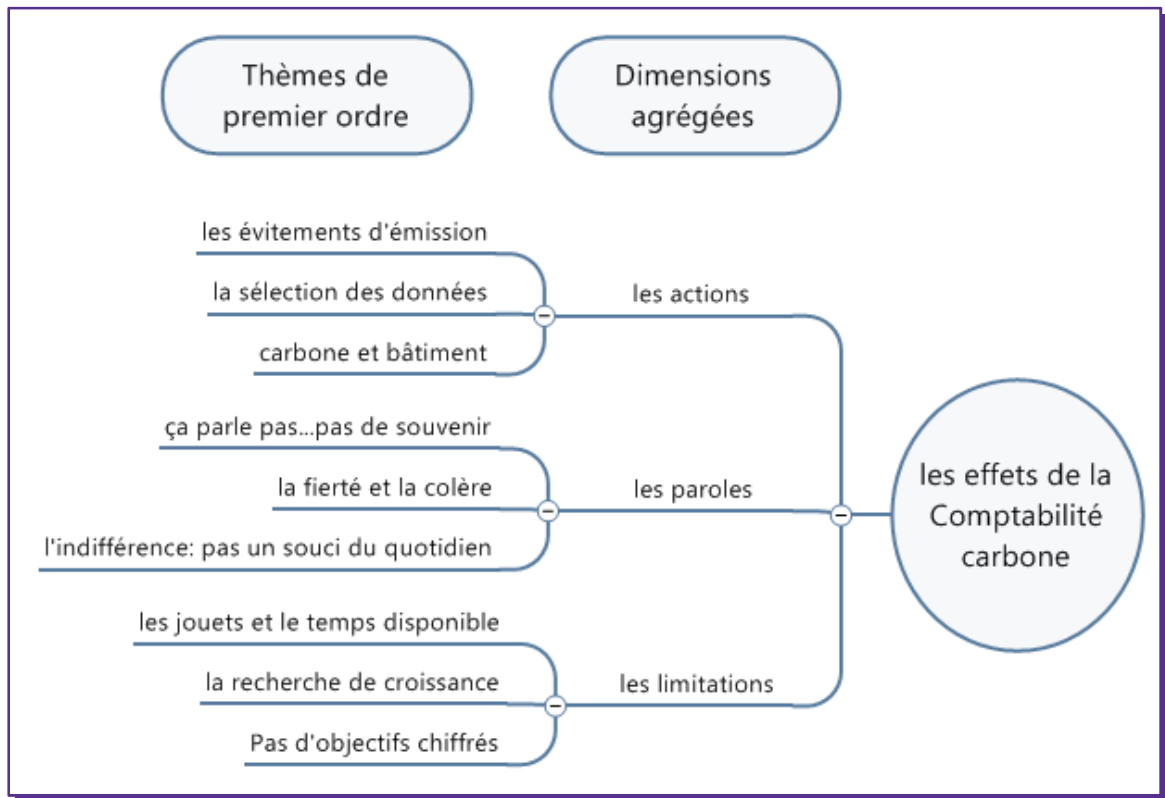 Thèmes de
premier ordre
Dimensions
agrégées
les évitements d'émission
la sélection des données
carbone et bâtiment
les actions
ça parle pas...pas de souvenir
la fierté et la colère
l'indifférence: pas un souci du quotidien
les paroles
les jouets et le temps disponible
la recherche de croissance
Pas d'objectifs chiffrés
les limitations
les effets de la
Comptabilité
carbone